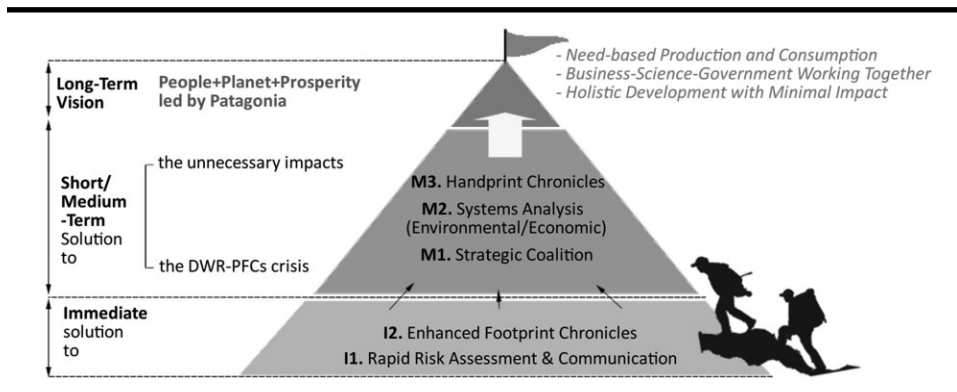 - Need-based Production and Consumption
- Business-Science-Government Working Together
- Holistic Development with Minimal Impact
Long-Term
Vision
People+Planet+Prosperity
led by Patagonia
the unnecessary impacts
Short/
Medium
-Term
Solution
to
the DWR-PFCs crisis
M3. Handprint Chronicles
M2. Systems Analysis
(Environmental/Economic)
M1. Strategic Coalition
Immediate
solution
to
I2. Enhanced Footprint Chronicles
I1. Rapid Risk Assessment & Communication